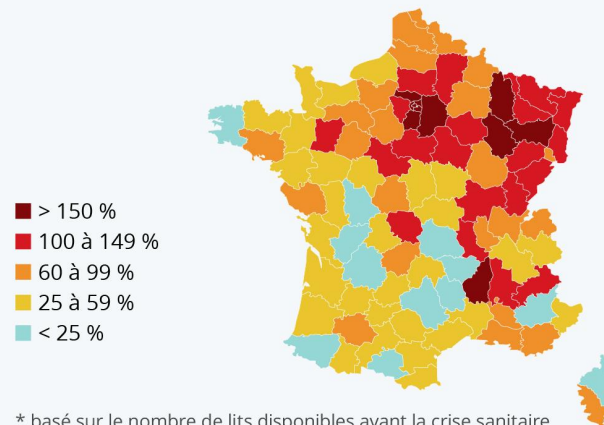 > 150 %
100 à 149 %
60 à 99 %
25 à 59 %
< 25 %
* basé sur le nombre de lits disponibles avant la crise sanitaire